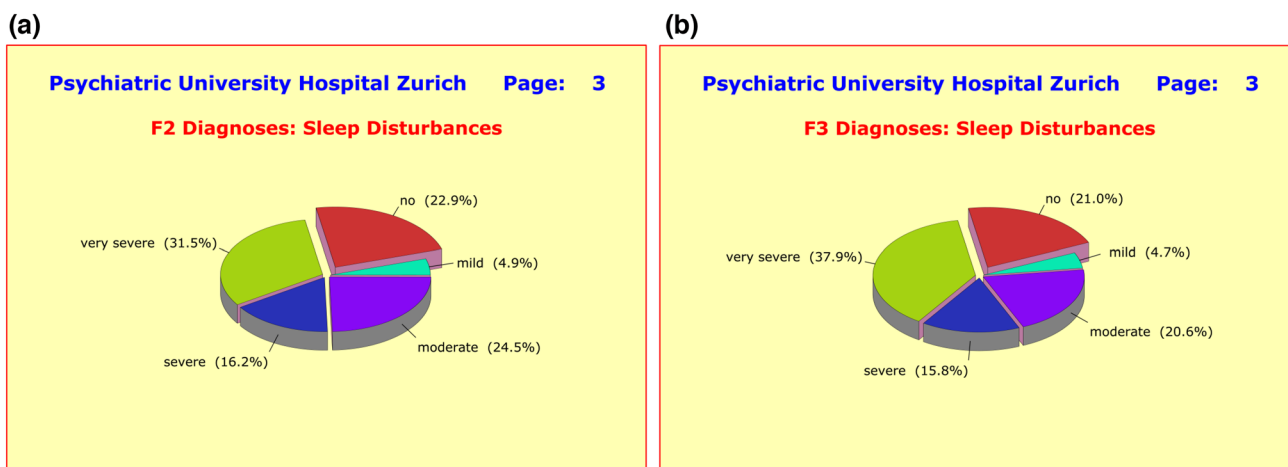 (a)
Psychiatric University Hospital Zurich Page: 3
F2 Diagnoses: Sleep Disturbances
no (22.9%)
very severe (31.5%)
mild (4.9%)
moderate (24.5%)
severe (16.2%)
(b)
Psychiatric University Hospital Zurich Page: 3
F3 Diagnoses: Sleep Disturbances
no (21.0%)
very severe (37.9%)
mild (4.7%)
moderate (20.6%)
severe (15.8%)